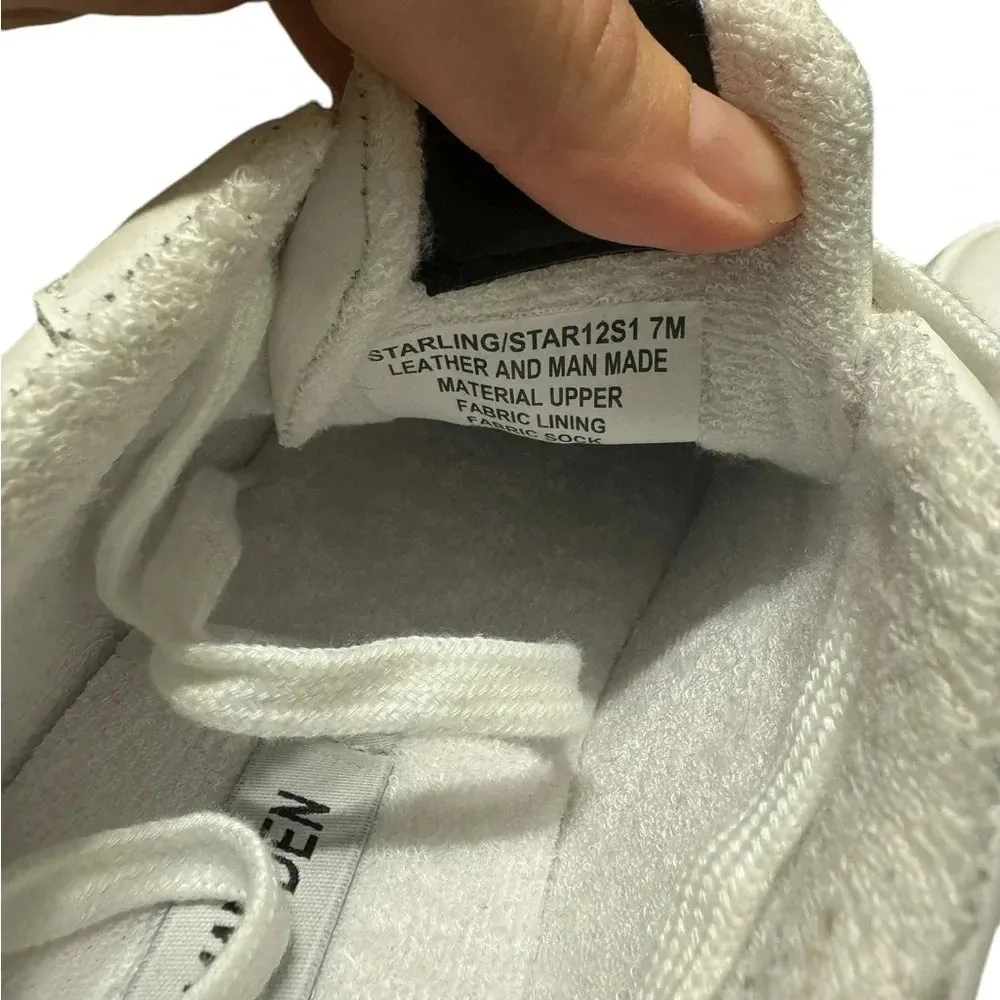 STARLING/STAR12S1 7M
LEATHER AND MAN MADE
MATERIAL UPPER
FABRIC LINING
FABRIC SOCK